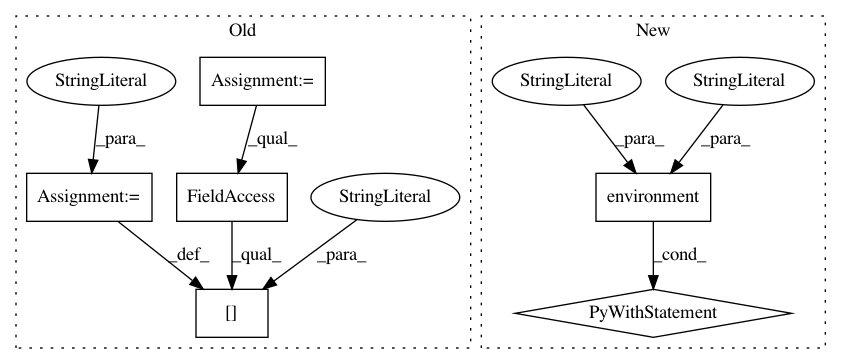 Old
New
StringLiteral
Assignment:=
StringLiteral
StringLiteral
_para_
_qual_
_para_
_para_
Assignment:=
FieldAccess
StringLiteral
environment
_def_
_qual_
_para_
_cond_
[]
PyWithStatement